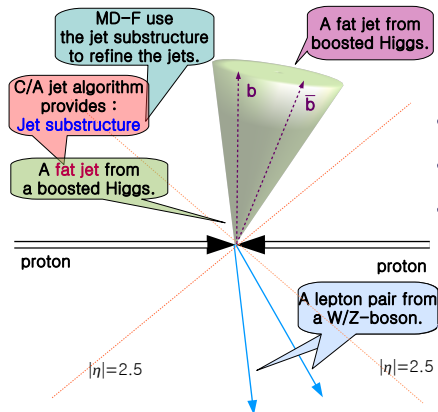 MD-F use
the jet substructure
to refine the jets.
A fat jet from
boosted Higgs.
C/A jet algorithm
provides :
Jet substructure
b
b̅
A fat jet from
a boosted Higgs.
proton
proton
A lepton pair from
a W/Z-boson.
|η|=2.5
|η|=2.5